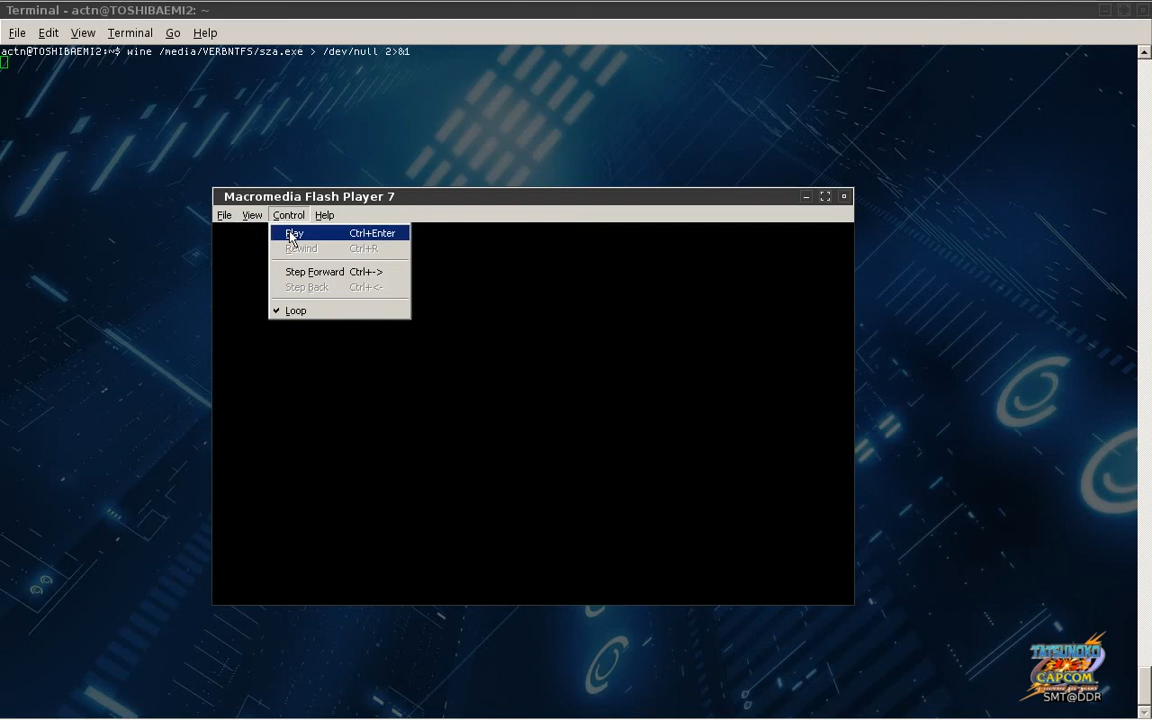 Terminal - actn@TOSHIBAEMI2: ~
File Edit View Terminal Go Help
actn@TOSHIBAEMI2:~$ wine /media/VERBNTFS/sza.exe > /dev/null 2>&1
Macromedia Flash Player 7
File View Control Help
Play Ctrl+Enter
Rewind Ctrl+R
Step Forward Ctrl+->
Step Back Ctrl+<-
Loop
TATSUNOKO
VS.
CAPCOM
SMT@DDR